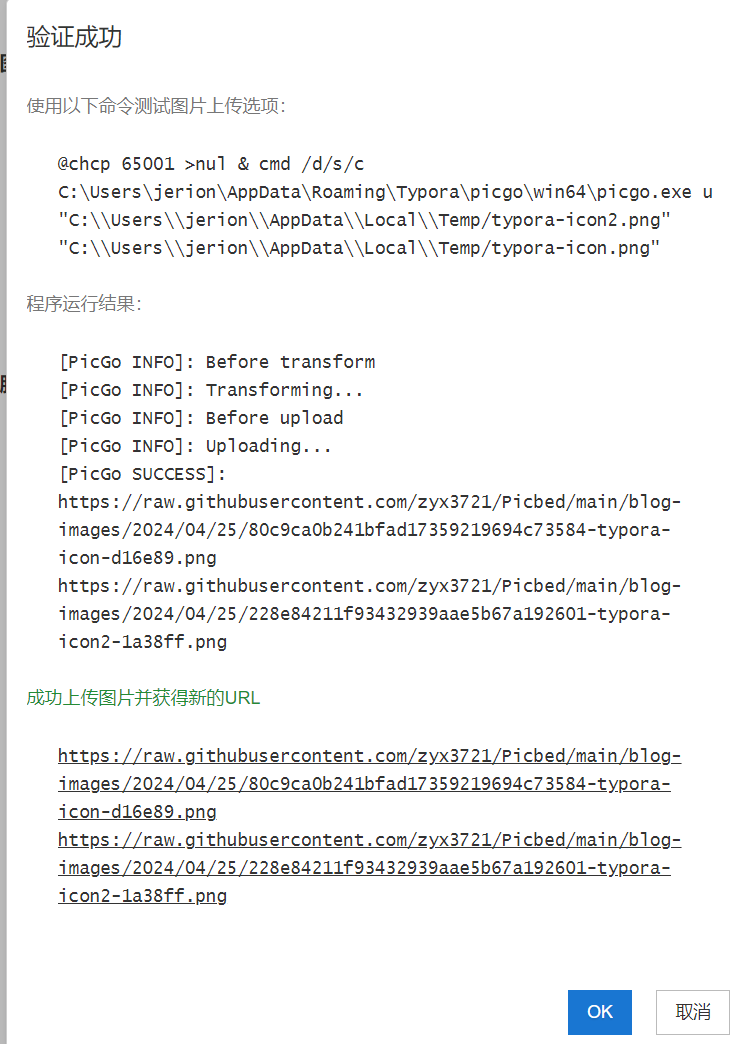 验证成功
使用以下命令测试图片上传选项：
@chcp 65001 >nul & cmd /d/s/c
C:\Users\jerion\AppData\Roaming\Typora\picgo\win64\picgo.exe u
"C:\\Users\\jerion\\AppData\\Local\\Temp/typora-icon2.png"
"C:\\Users\\jerion\\AppData\\Local\\Temp/typora-icon.png"
程序运行结果：
[PicGo INFO]: Before transform
[PicGo INFO]: Transforming...
[PicGo INFO]: Before upload
[PicGo INFO]: Uploading...
[PicGo SUCCESS]:
https://raw.githubusercontent.com/zyx3721/Picbed/main/blog-
images/2024/04/25/80c9ca0b241bfad17359219694c73584-typora-
icon-d16e89.png
https://raw.githubusercontent.com/zyx3721/Picbed/main/blog-
images/2024/04/25/228e84211f93432939aae5b67a192601-typora-
icon2-1a38ff.png
成功上传图片并获得新的URL
https://raw.githubusercontent.com/zyx3721/Picbed/main/blog-
images/2024/04/25/80c9ca0b241bfad17359219694c73584-typora-
icon-d16e89.png
https://raw.githubusercontent.com/zyx3721/Picbed/main/blog-
images/2024/04/25/228e84211f93432939aae5b67a192601-typora-
icon2-1a38ff.png
OK 取消